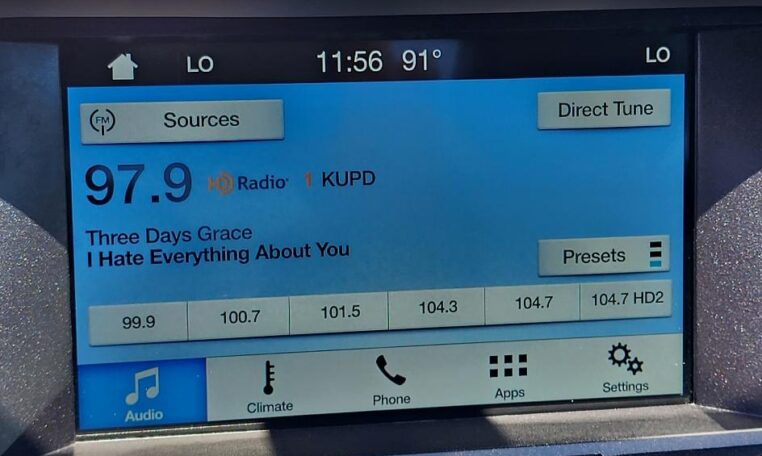 LO 11:56 91° LO
FM Sources Direct Tune
97.9 HD Radio 1 KUPD
Three Days Grace
I Hate Everything About You
Presets
99.9 100.7 101.5 104.3 104.7 104.7 HD2
Audio Climate Phone Apps Settings